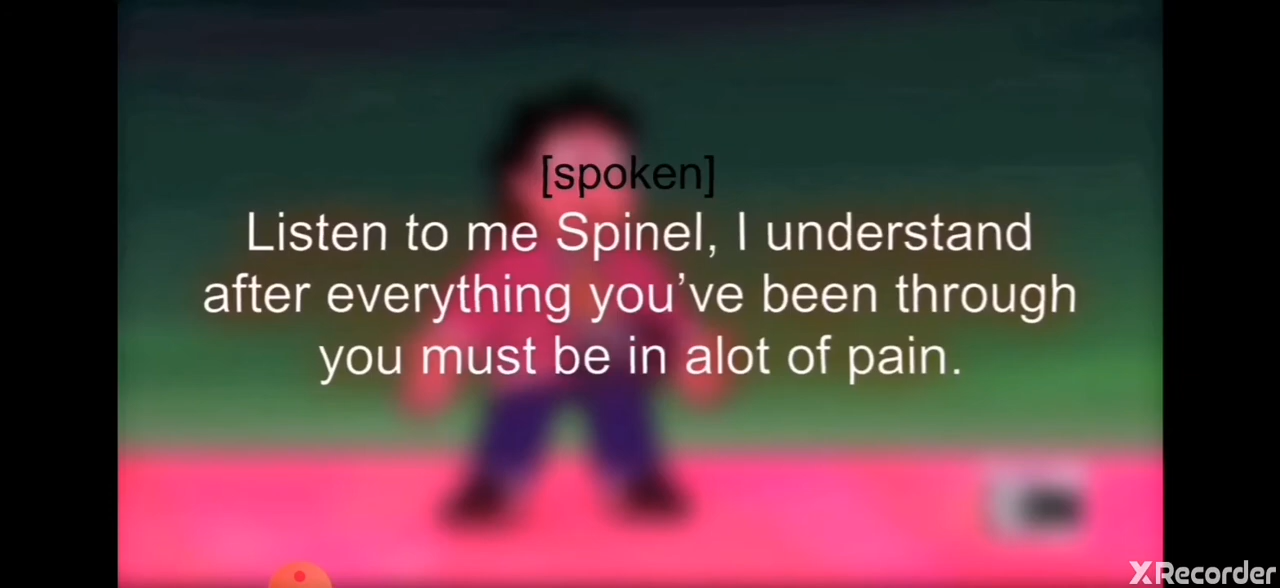 [spoken]
Listen to me Spinel, I understand
after everything you’ve been through
you must be in alot of pain.
XRecorder